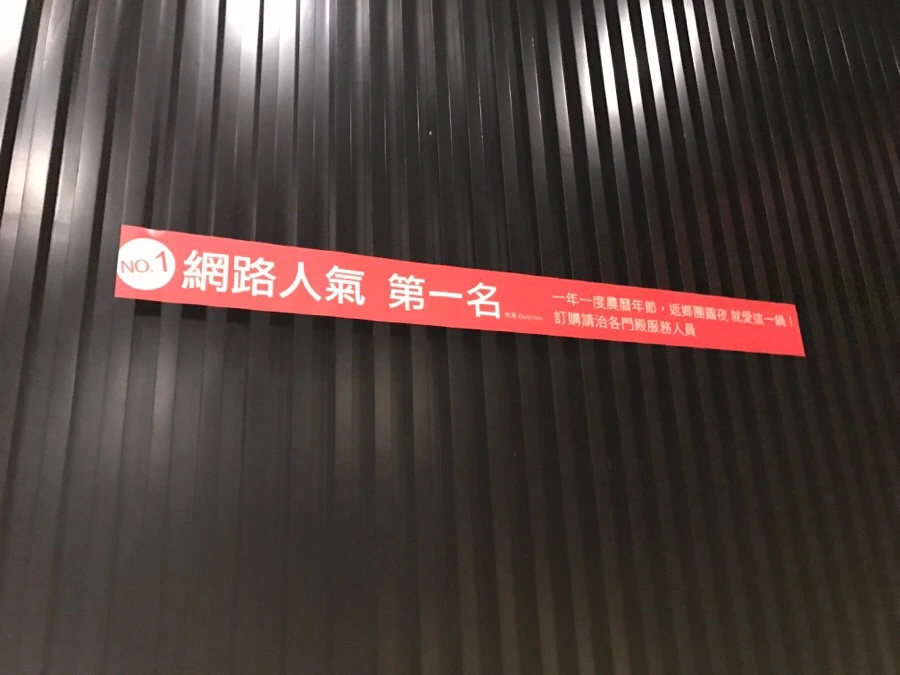 NO.1 網路人氣 第一名
一年一度農曆年節，返鄉團圓夜 就愛這一鍋！
訂購請洽各門殿服務人員